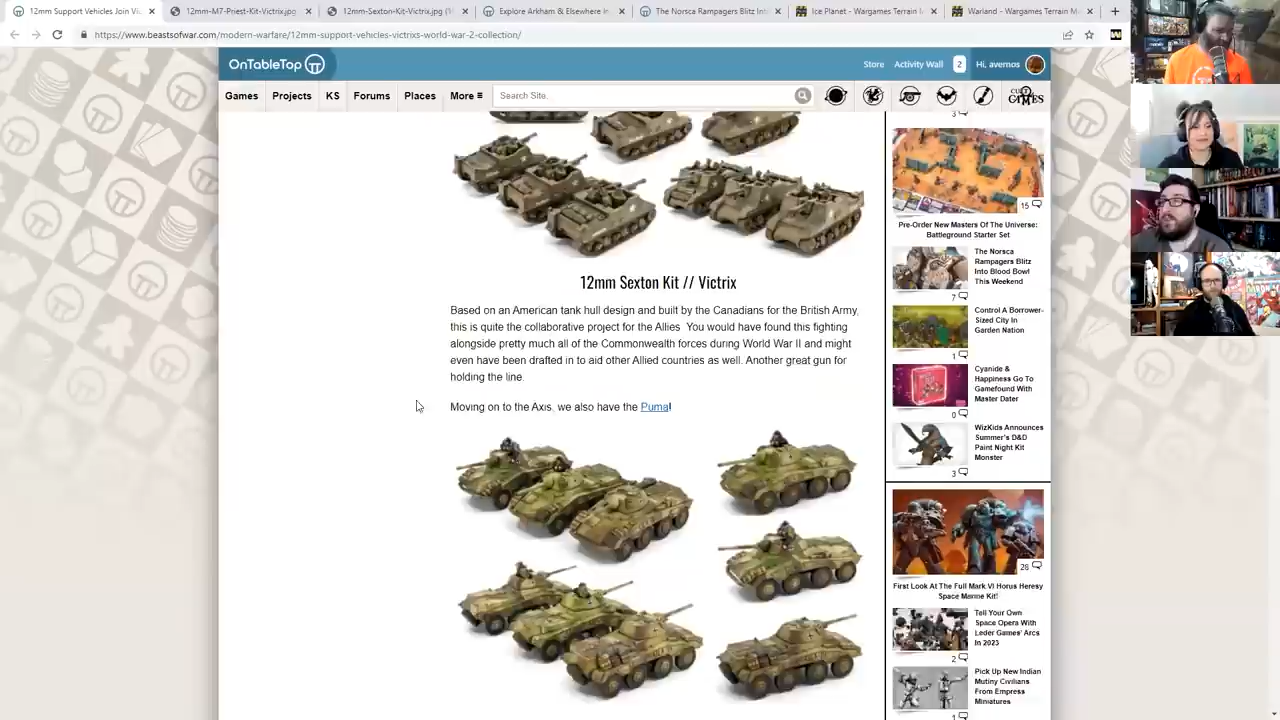 12mm Support Vehicles Join Vi
12mm-M7-Priest-Kit-Victrix.jpg
12mm-Sexton-Kit-Victrix.jpg (1
Explore Arkham & Elsewhere In
The Norsca Rampagers Blitz Int
Ice Planet - Wargames Terrain M
Warland - Wargames Terrain M
https://www.beastsofwar.com/modern-warfare/12mm-support-vehicles-victrix-world-war-collection/
OnTableTop
Store
Activity Wall
2
Hi, avernos
Games
Projects
KS
Forums
Places
More
Search Site..
12mm Sexton Kit // Victrix
Based on an American tank hull design and built by the Canadians for the British Army,
this is quite the collaborative project for the Allies. You would have found this fighting
alongside pretty much all of the Commonwealth forces during World War II and might
even have been drafted in to aid other Allied countries as well. Another great gun for
holding the line.
Moving on to the Axis, we also have the Puma!
3
15
Pre-Order New Masters Of The Universe:
Battleground Starter Set
The Norsca
Rampagers Blitz
Into Blood Bowl
This Weekend
7
Control A Borrower-
Sized City In
Garden Nation
1
Cyanide &
Happiness Go To
Gamefound With
Master Dater
0
WizKids Announces
Summer's D&D
Paint Night Kit
Monster
3
28
First Look At The Full Mark VI Horus Heresy
Space Marine Kit!
Tell Your Own
Space Opera With
Leder Games' Arcs
In 2023
2
Pick Up New Indian
Mutiny Civilians
From Empress
Miniatures
1